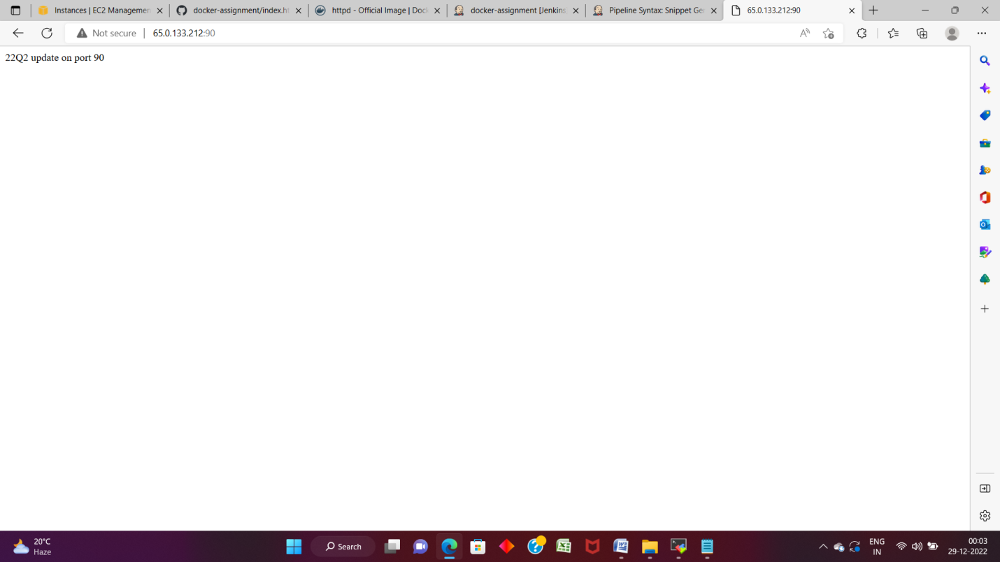 Instances | EC2 Managemen
docker-assignment/index.ht
httpd - Official Image | Doc
docker-assignment [Jenkins
Pipeline Syntax: Snippet Ge
65.0.133.212:90
Not secure
65.0.133.212:90
22Q2 update on port 90
20°C
Haze
Search
ENG
IN
00:03
29-12-2022